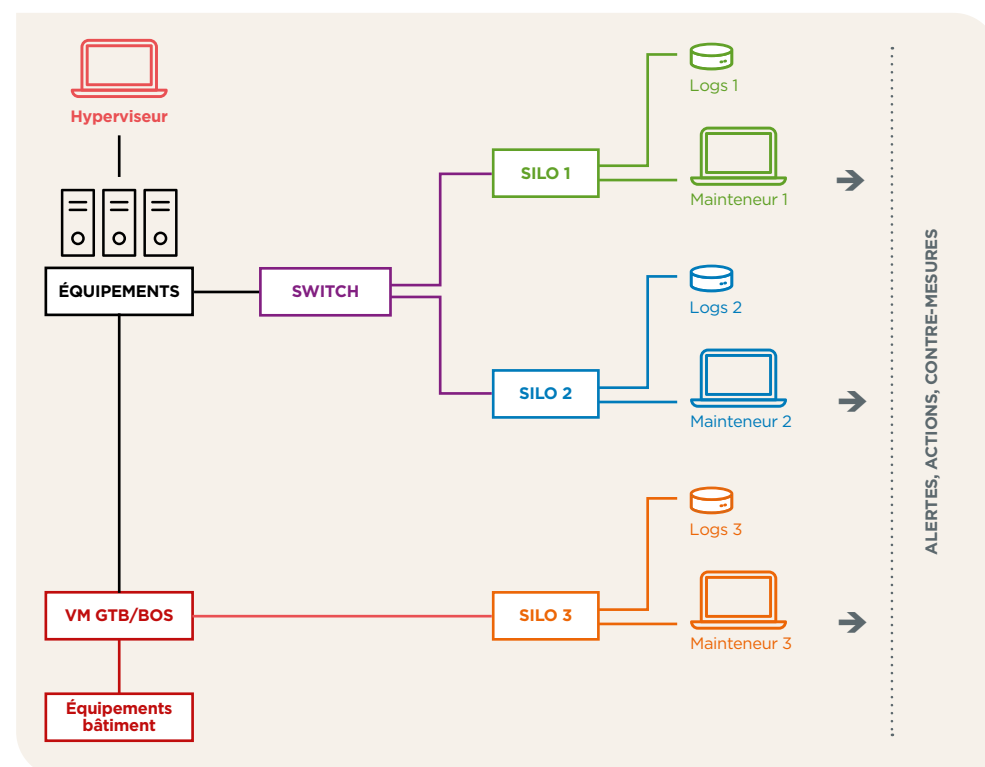 Hyperviseur
ÉQUIPEMENTS
SWITCH
SILO 1
Logs 1
Mainteneur 1
SILO 2
Logs 2
Mainteneur 2
VM GTB/BOS
SILO 3
Logs 3
Mainteneur 3
Équipements
bâtiment
ALERTES, ACTIONS, CONTRE-MESURES